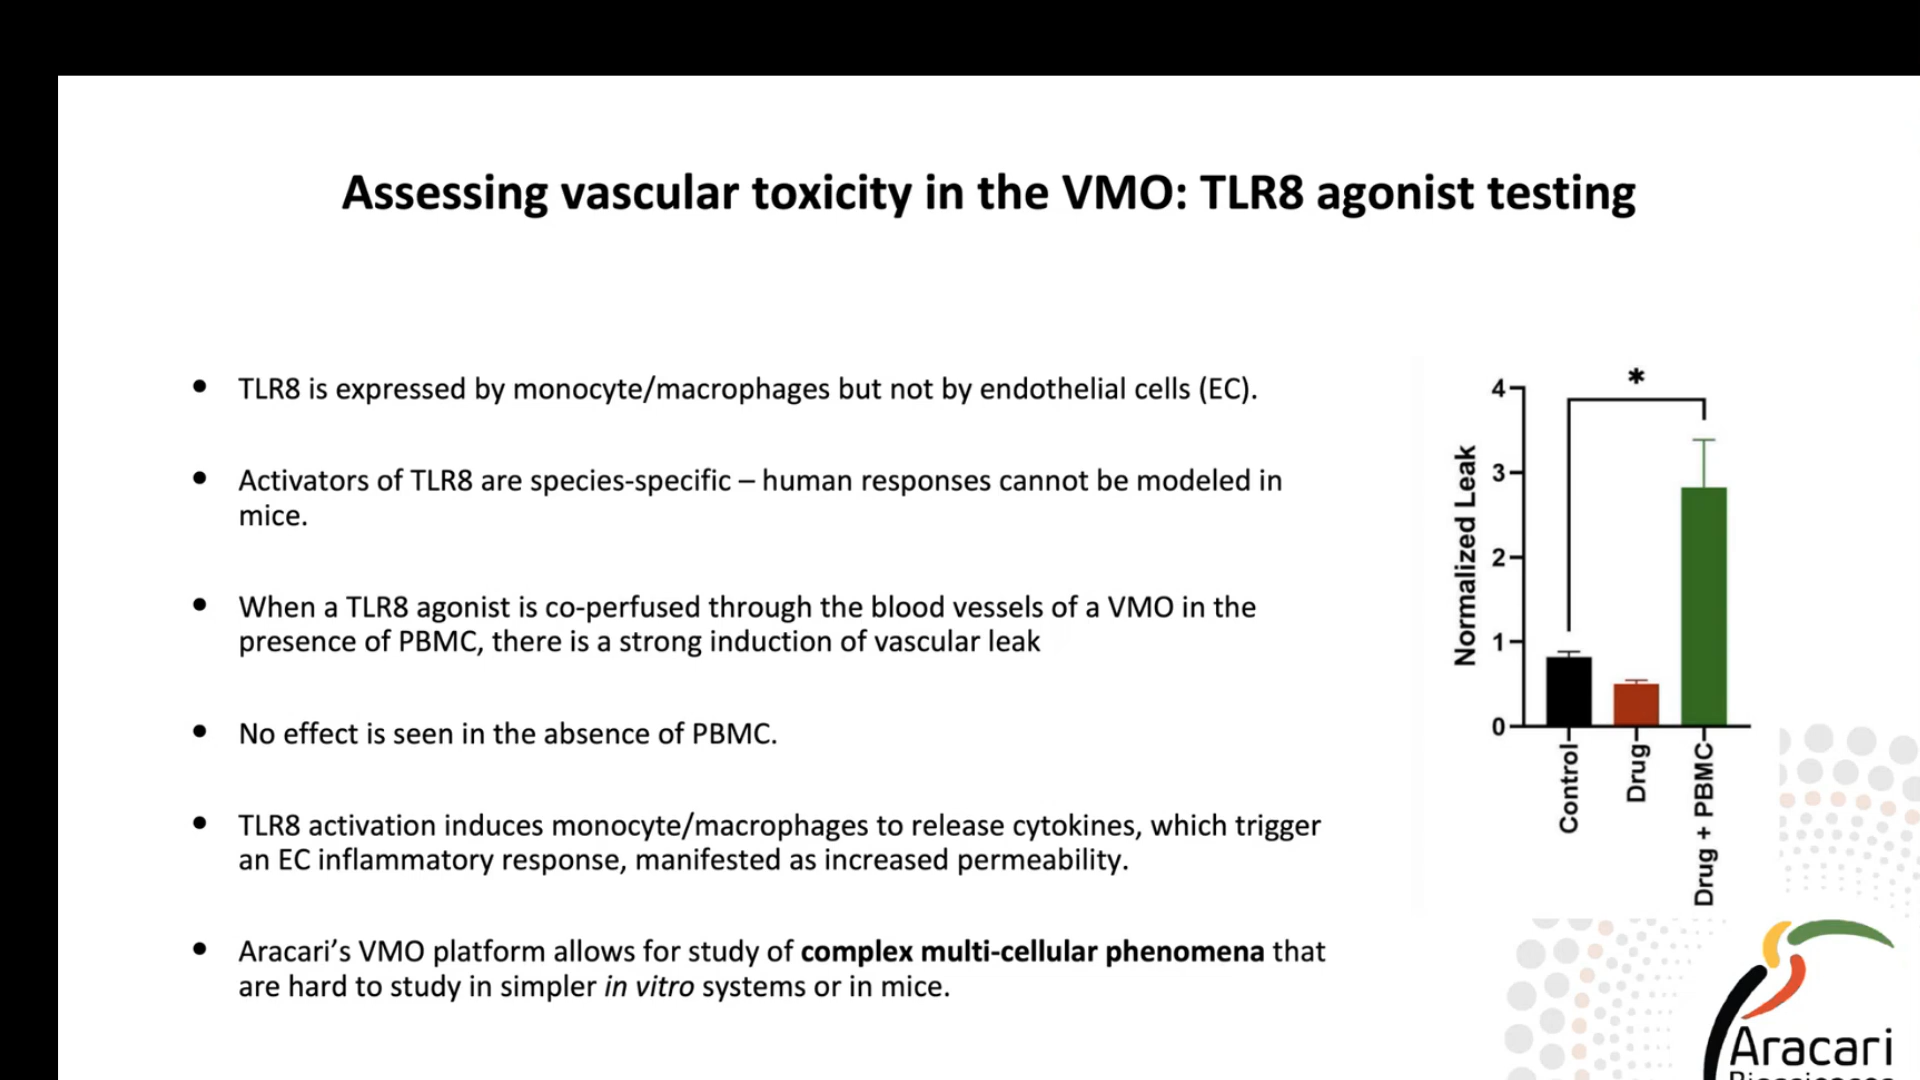 Assessing vascular toxicity in the VMO: TLR8 agonist testing
• TLR8 is expressed by monocyte/macrophages but not by endothelial cells (EC).
• Activators of TLR8 are species-specific – human responses cannot be modeled in
mice.
• When a TLR8 agonist is co-perfused through the blood vessels of a VMO in the
presence of PBMC, there is a strong induction of vascular leak
• No effect is seen in the absence of PBMC.
• TLR8 activation induces monocyte/macrophages to release cytokines, which trigger
an EC inflammatory response, manifested as increased permeability.
• Aracari’s VMO platform allows for study of complex multi-cellular phenomena that
are hard to study in simpler in vitro systems or in mice.
*
Normalized Leak
4
3
2
1
0
Control
Drug
Drug + PBMC
Aracari
Biosciences